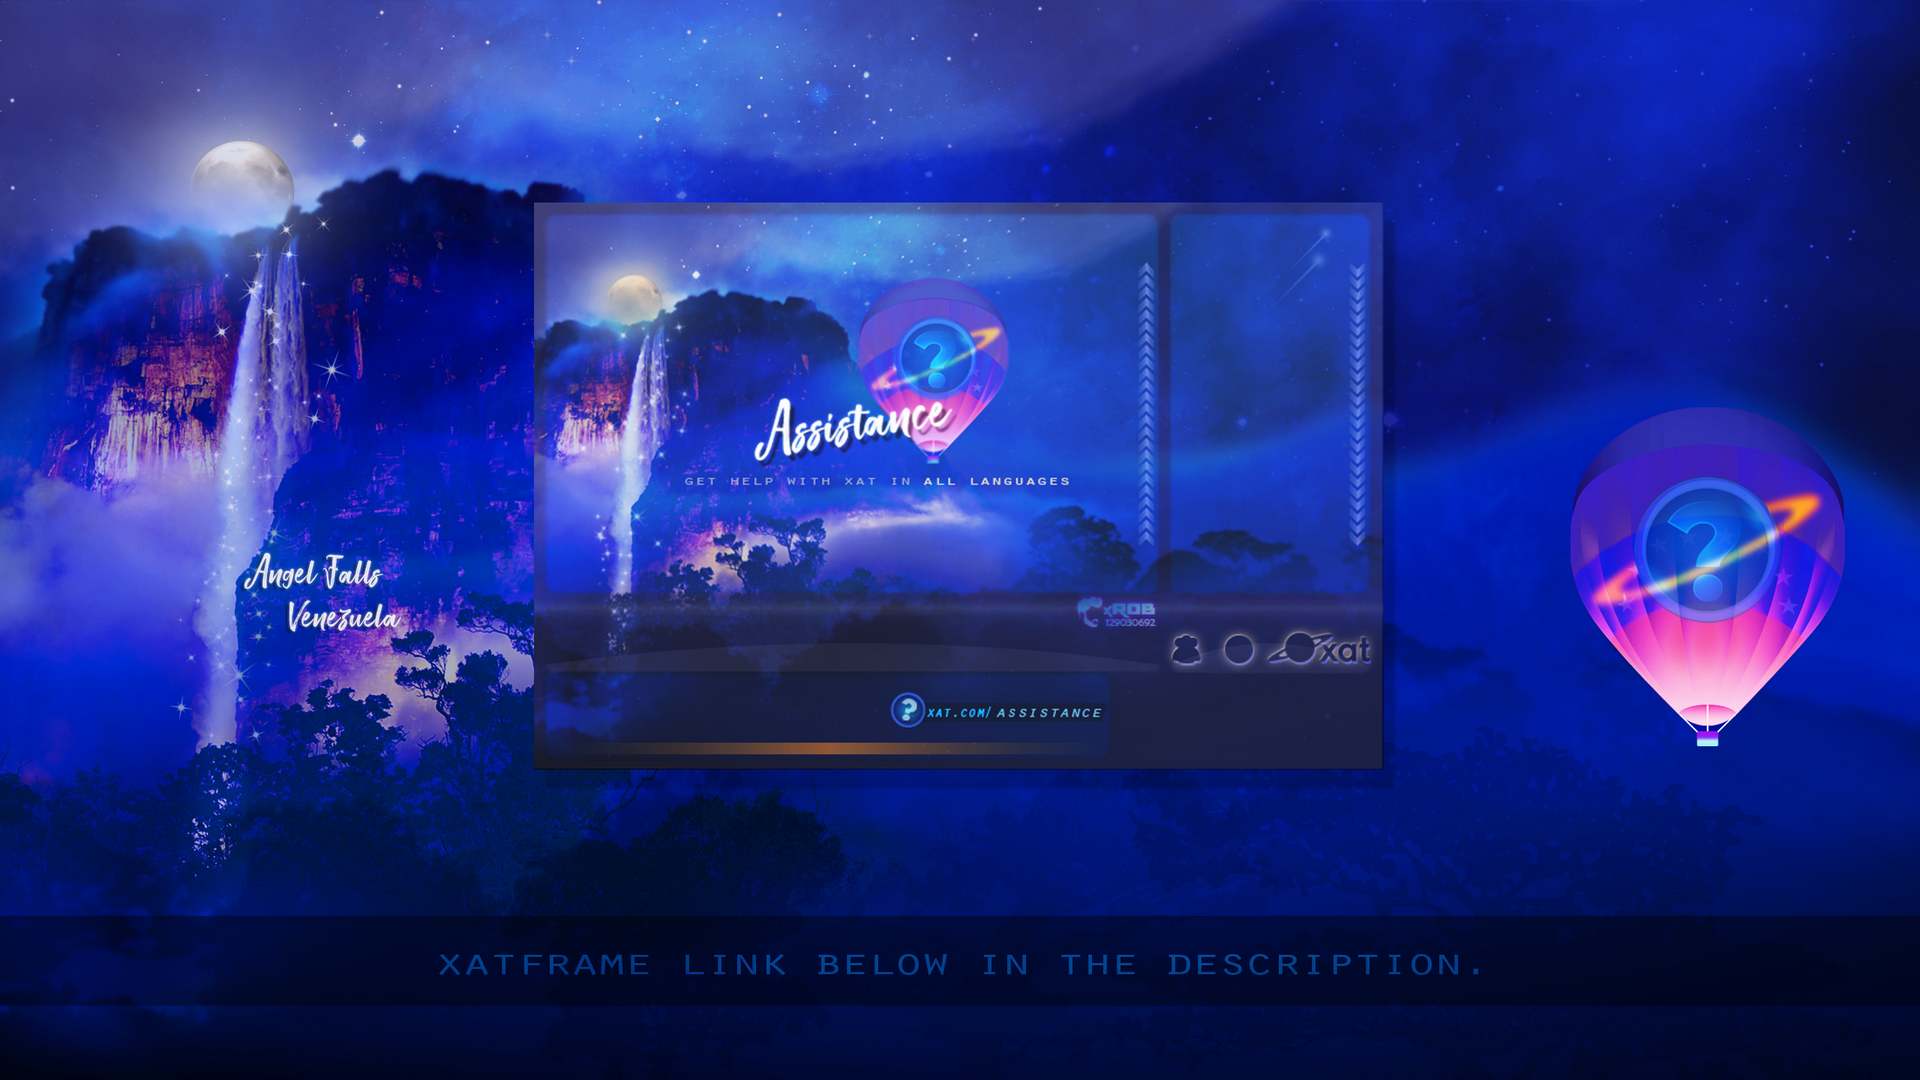 Assistance
GET HELP WITH XAT IN ALL LANGUAGES
Angel Falls
Venezuela
xROB
129030692
xat
XAT.COM/ASSISTANCE
XATFRAME LINK BELOW IN THE DESCRIPTION.